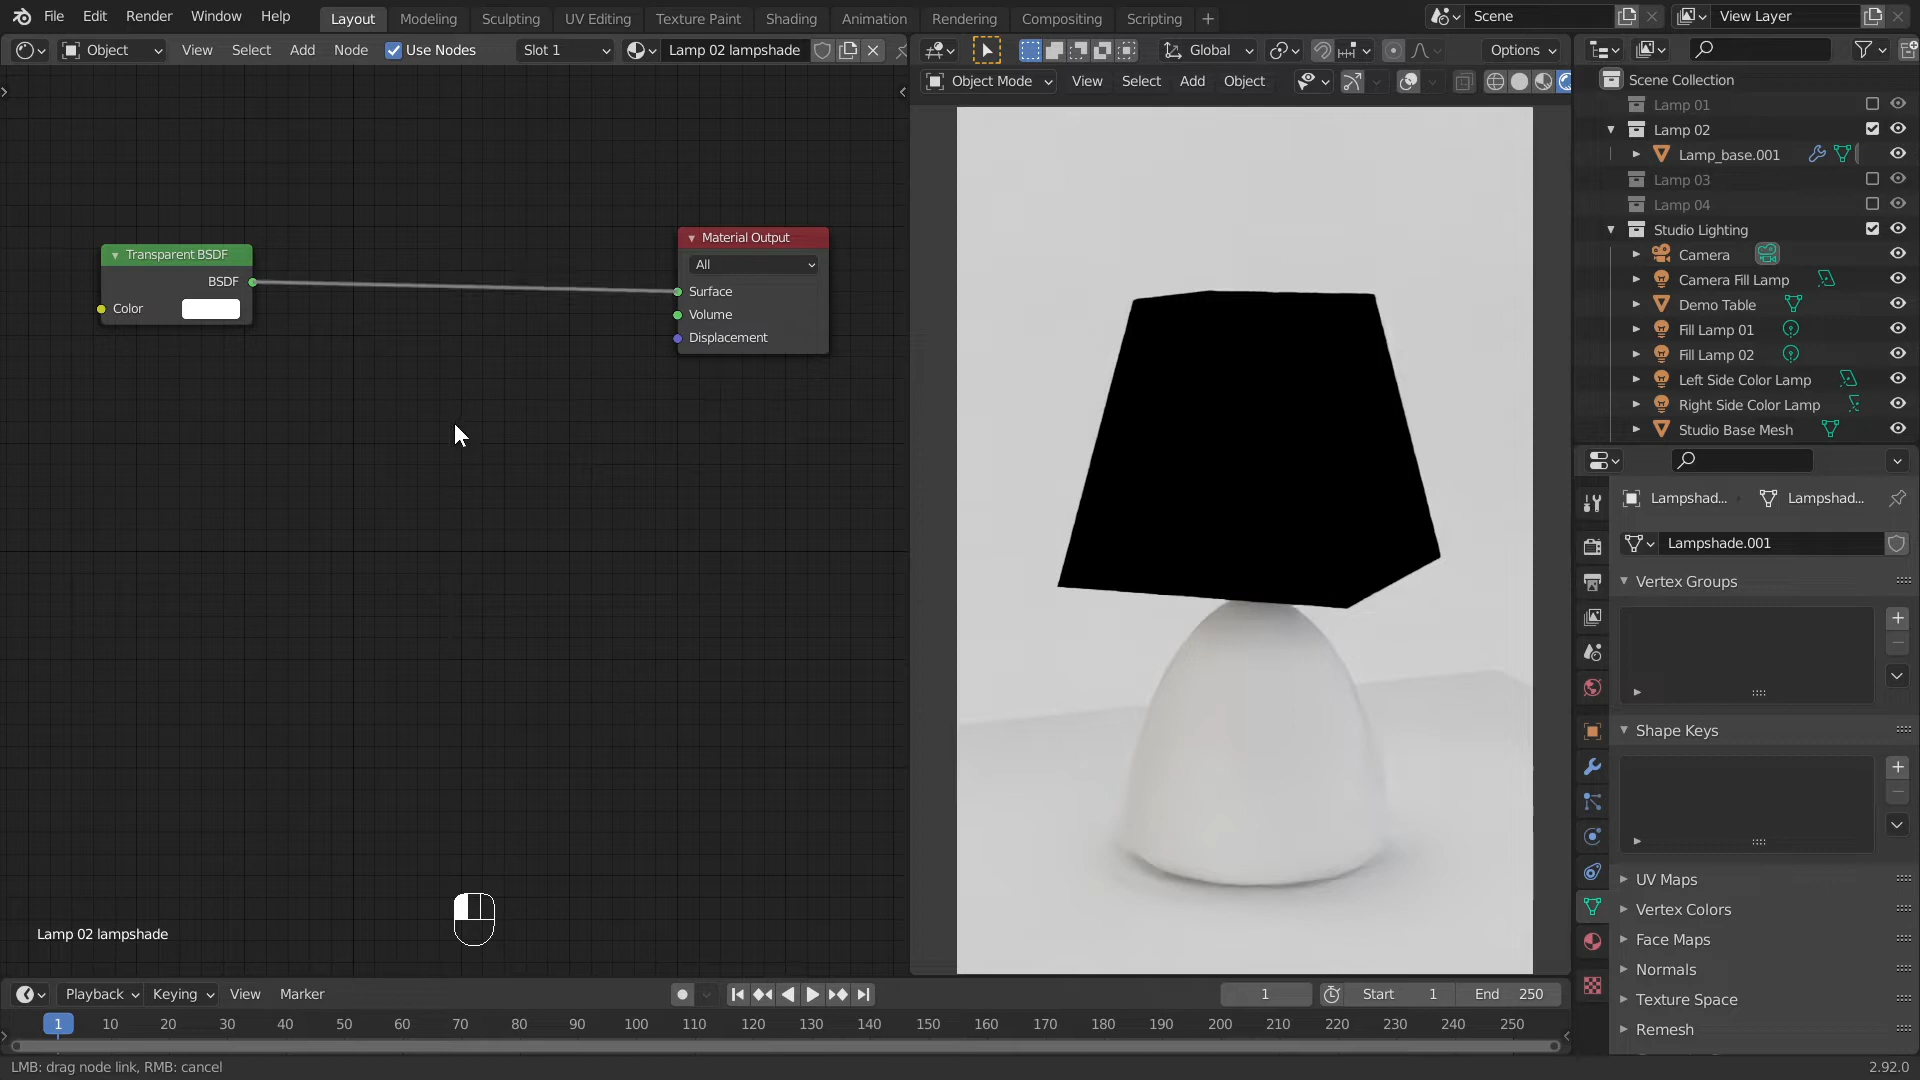 File Edit Render Window Help Layout Modeling Sculpting UV Editing Texture Paint Shading Animation Rendering Compositing Scripting + Scene View Layer
Object View Select Add Node Use Nodes Slot 1 Lamp 02 lampshade Global Options
Object Mode View Select Add Object
Scene Collection
Lamp 01
Lamp 02
Lamp_base.001
Lamp 03
Lamp 04
Studio Lighting
Camera
Camera Fill Lamp
Demo Table
Fill Lamp 01
Fill Lamp 02
Left Side Color Lamp
Right Side Color Lamp
Studio Base Mesh
Transparent BSDF
BSDF
Color
Material Output
All
Surface
Volume
Displacement
Lampshad... Lampshad...
Lampshade.001
Vertex Groups
Shape Keys
UV Maps
Vertex Colors
Face Maps
Normals
Texture Space
Remesh
Lamp 02 lampshade
Playback Keying View Marker 1 Start 1 End 250
1 10 20 30 40 50 60 70 80 90 100 110 120 130 140 150 160 170 180 190 200 210 220 230 240 250
LMB: drag node link, RMB: cancel 2.92.0